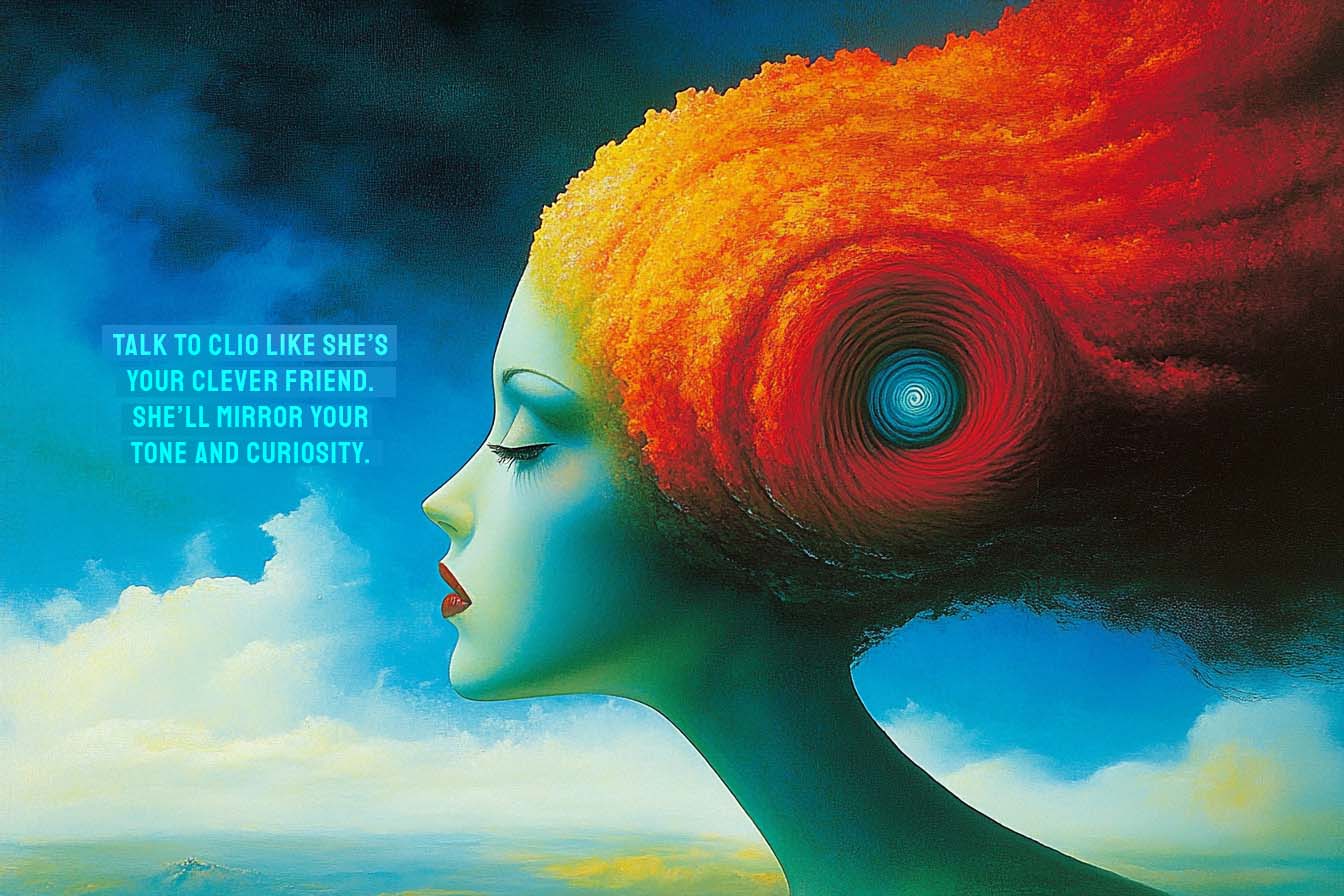 TALK TO CLIO LIKE SHE’S
YOUR CLEVER FRIEND.
SHE’LL MIRROR YOUR
TONE AND CURIOSITY.